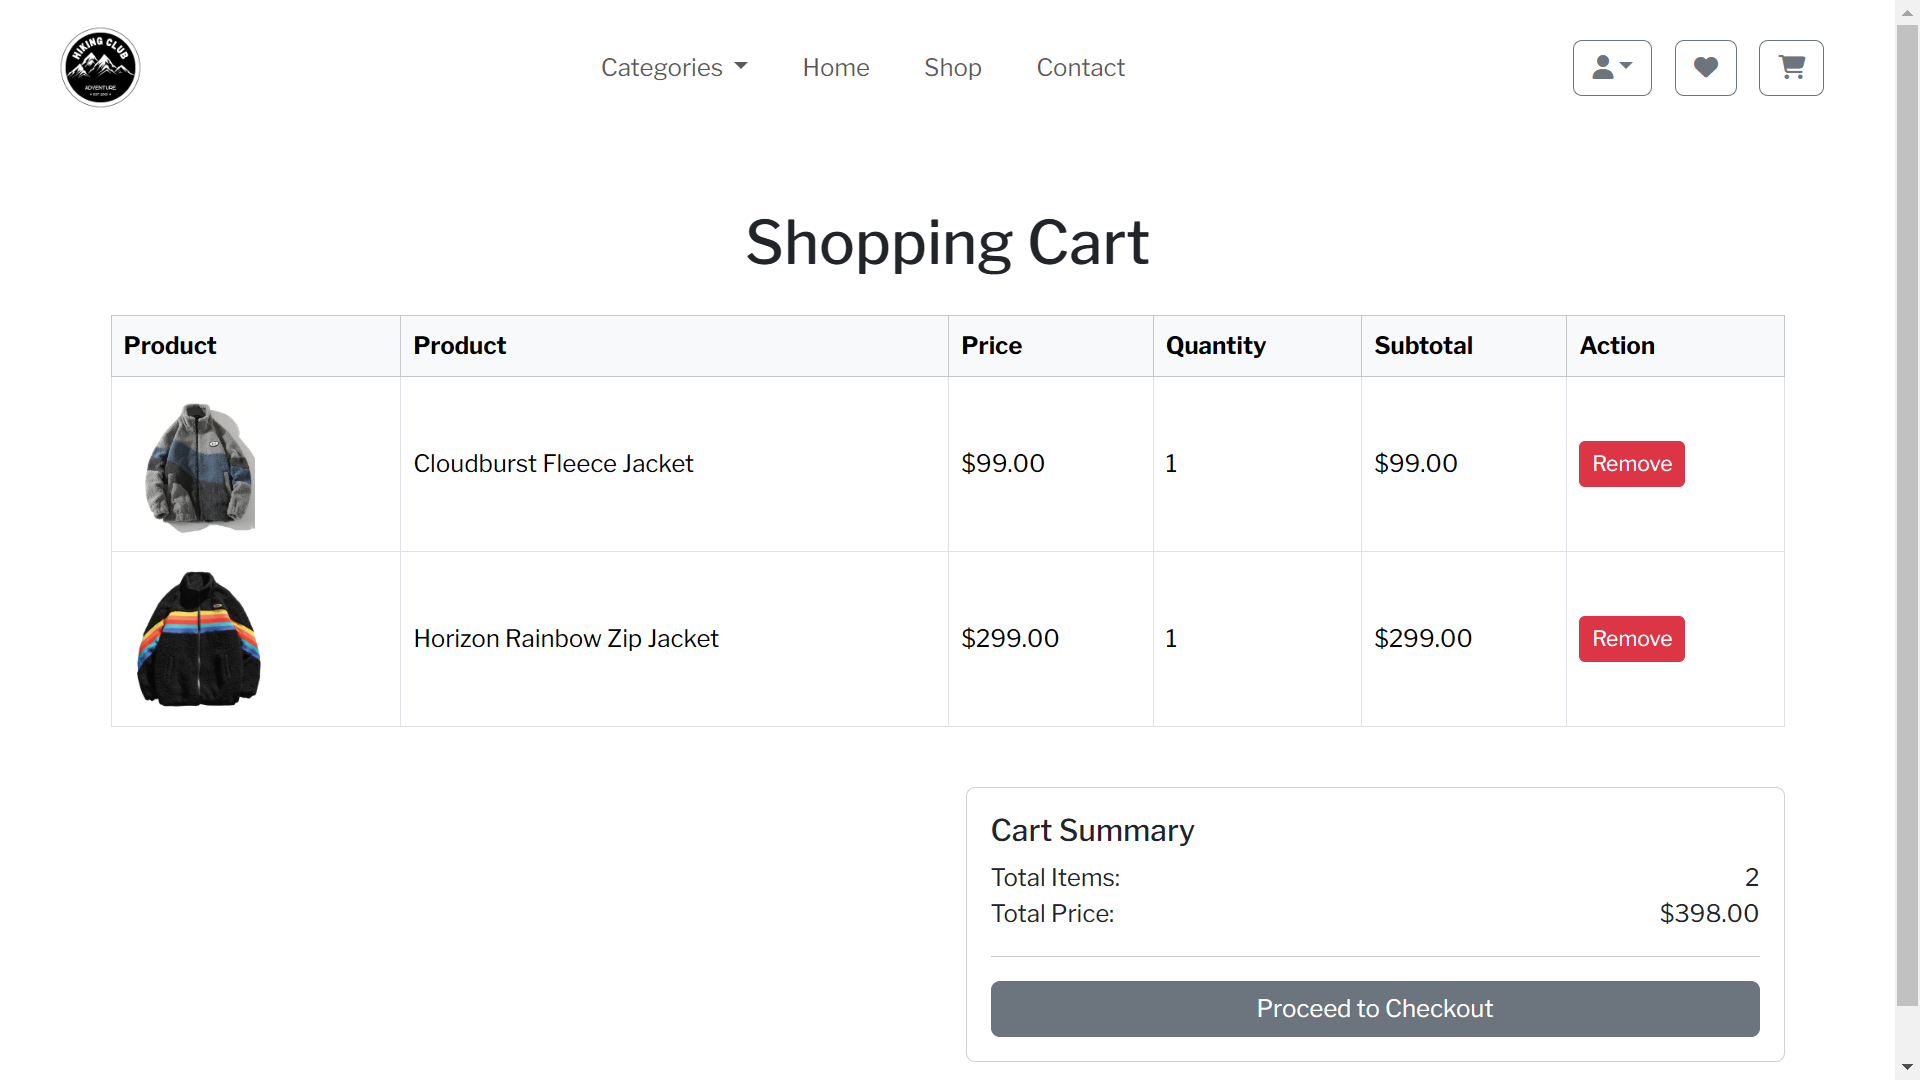 HIKING CLUB
ADVENTURE
Categories Home Shop Contact
Shopping Cart
Product Product Price Quantity Subtotal Action
Cloudburst Fleece Jacket $99.00 1 $99.00 Remove
Horizon Rainbow Zip Jacket $299.00 1 $299.00 Remove
Cart Summary
Total Items: 2
Total Price: $398.00
Proceed to Checkout